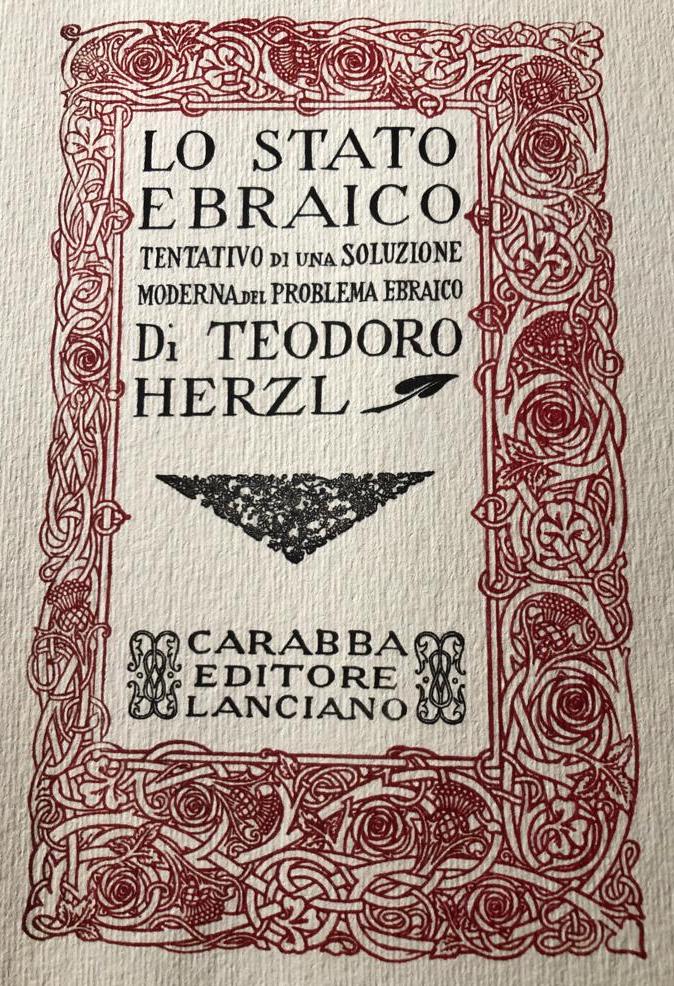 LO STATO
EBRAICO
TENTATIVO DI UNA SOLUZIONE
MODERNA DEL PROBLEMA EBRAICO
Di TEODORO
HERZL
CARABBA
EDITORE
LANCIANO